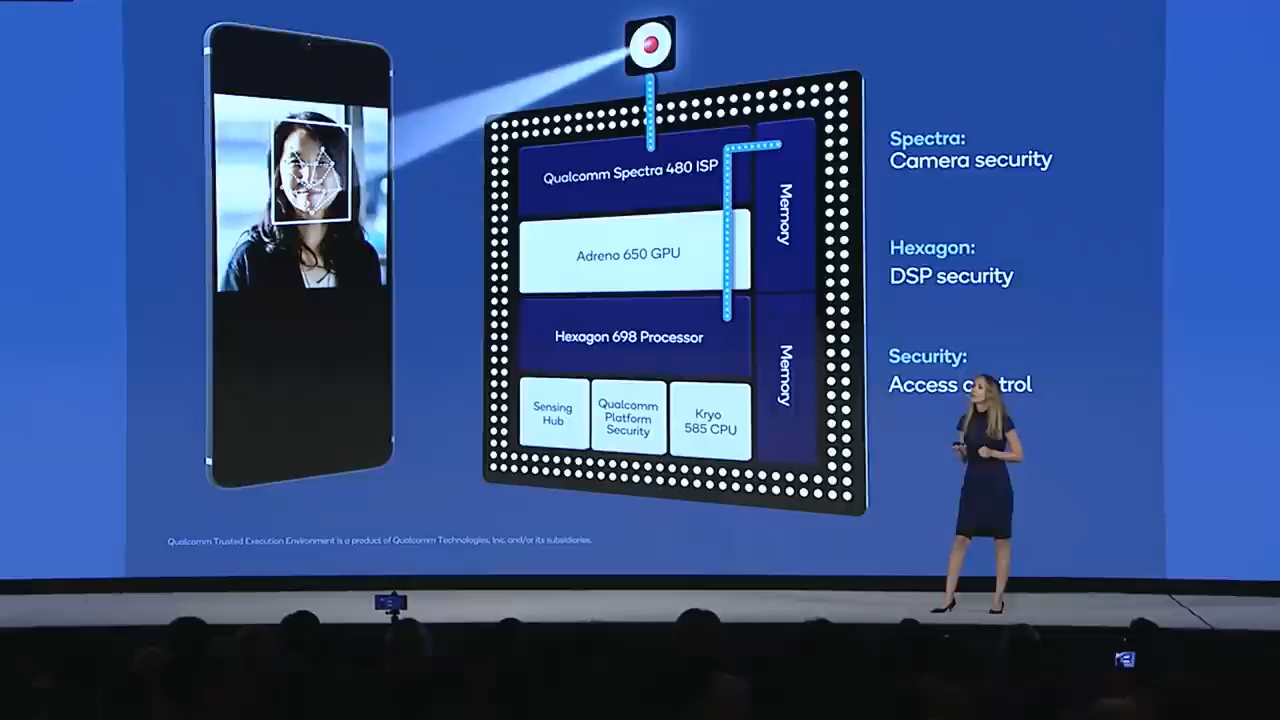 Spectra:
Camera security
Hexagon:
DSP security
Security:
Access control
Qualcomm Spectra 480 ISP
Adreno 650 GPU
Hexagon 698 Processor
Sensing
Hub
Qualcomm
Platform
Security
Kryo
585 CPU
Memory
Memory
Qualcomm Trusted Execution Environment is a product of Qualcomm Technologies, Inc. and/or its subsidiaries.